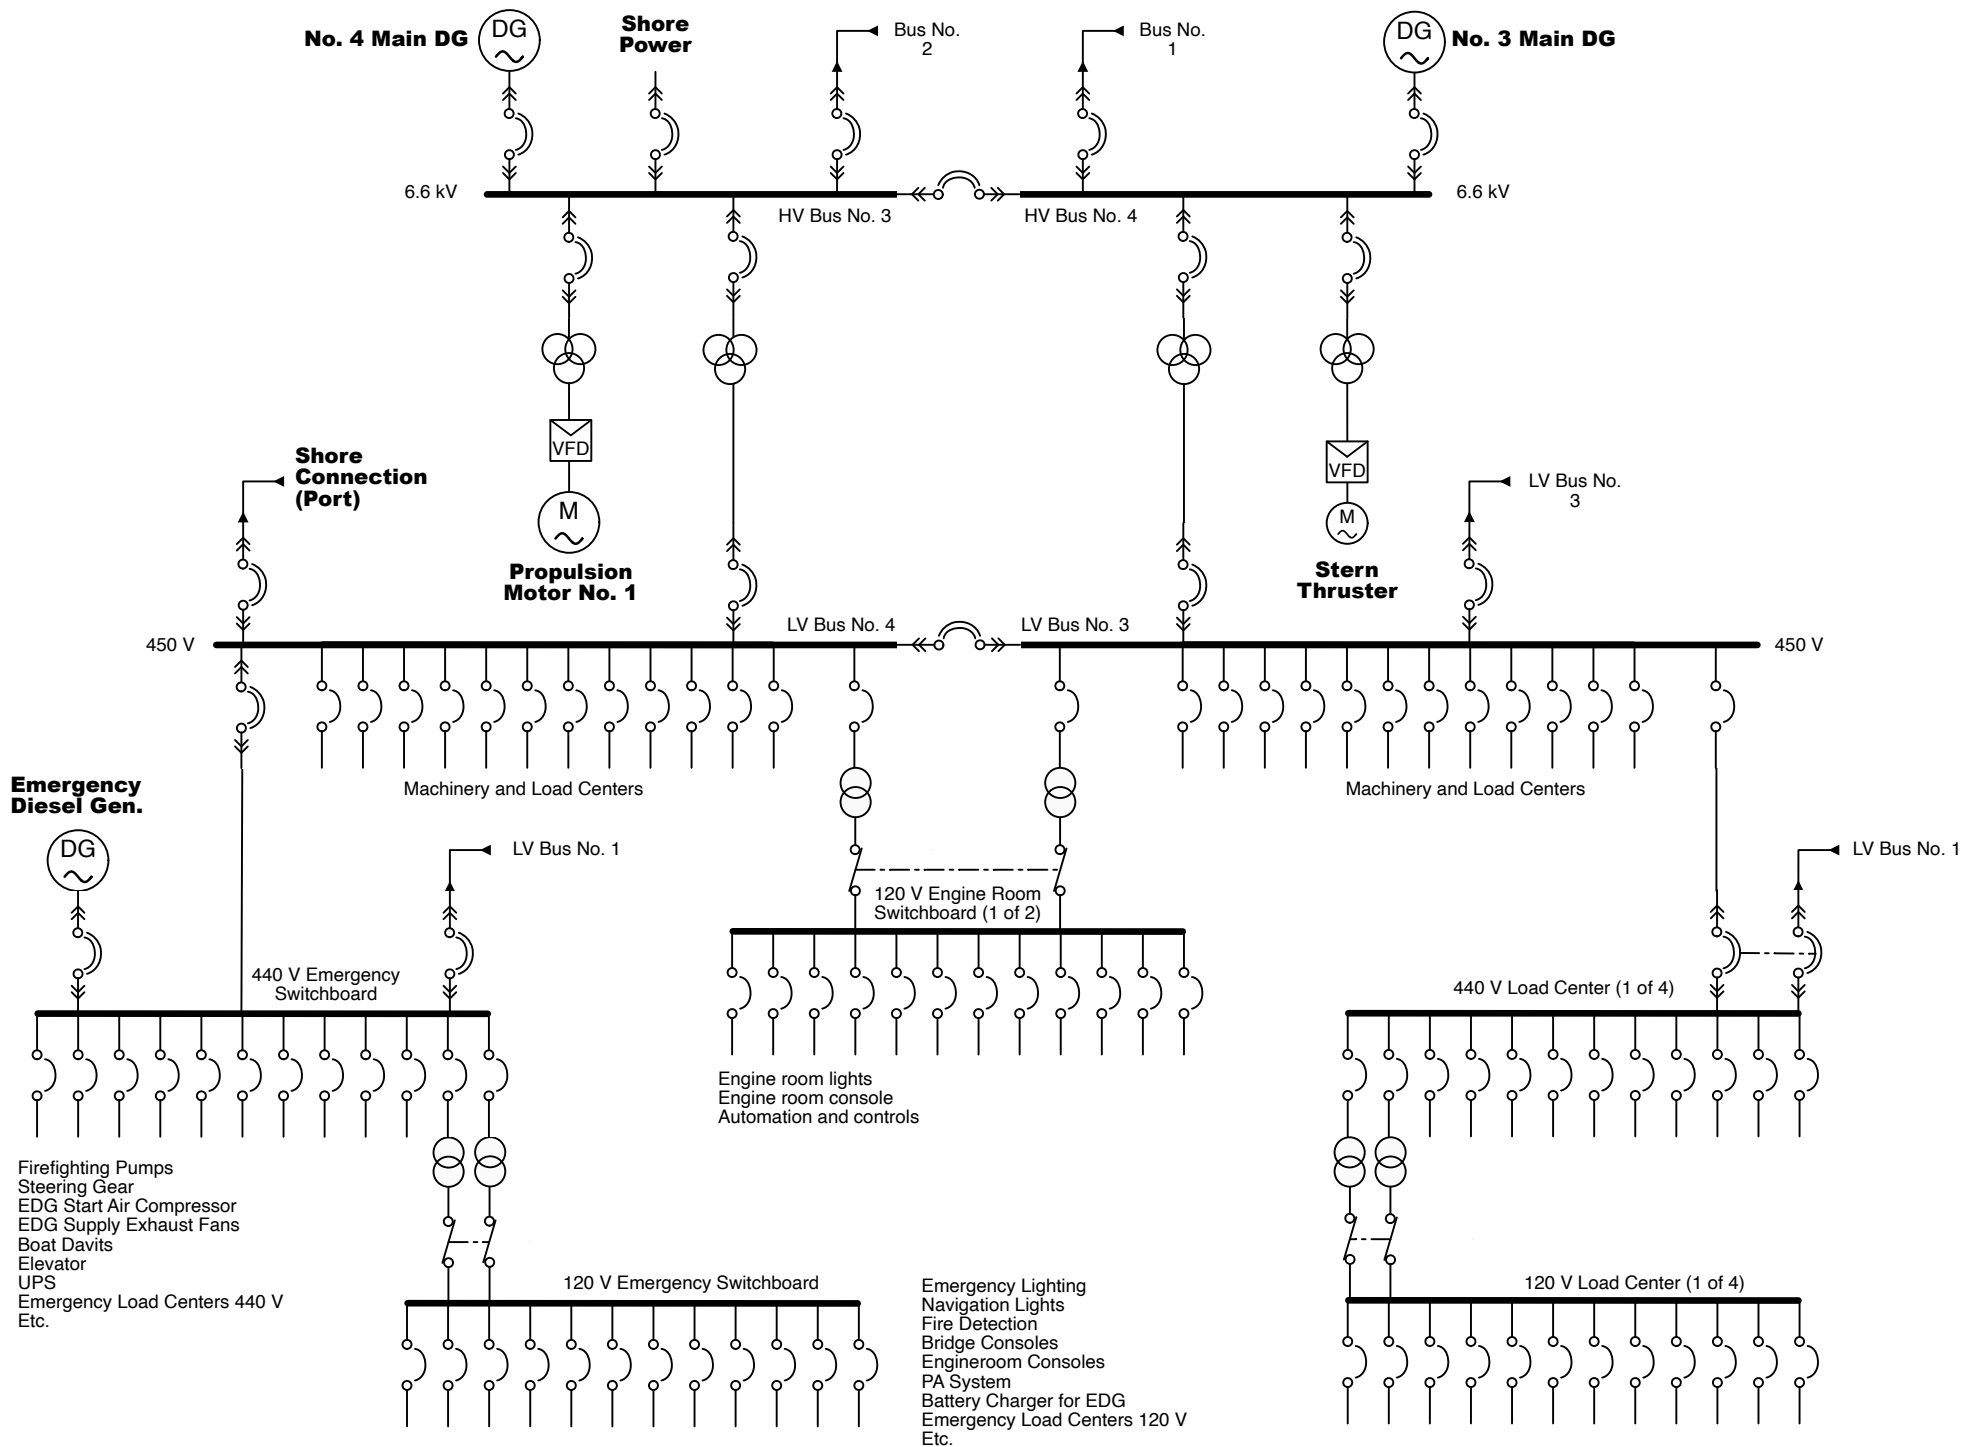 No. 4 Main DG
DG
Shore
Power
Bus No.
2
Bus No.
1
DG
No. 3 Main DG
6.6 kV
6.6 kV
HV Bus No. 3
HV Bus No. 4
VFD
M
Propulsion
Motor No. 1
VFD
M
Stern
Thruster
Shore
Connection
(Port)
LV Bus No.
3
450 V
LV Bus No. 4
LV Bus No. 3
450 V
Machinery and Load Centers
Machinery and Load Centers
Emergency
Diesel Gen.
DG
LV Bus No. 1
LV Bus No. 1
120 V Engine Room
Switchboard (1 of 2)
440 V Emergency
Switchboard
440 V Load Center (1 of 4)
Engine room lights
Engine room console
Automation and controls
Firefighting Pumps
Steering Gear
EDG Start Air Compressor
EDG Supply Exhaust Fans
Boat Davits
Elevator
UPS
Emergency Load Centers 440 V
Etc.
120 V Emergency Switchboard
Emergency Lighting
Navigation Lights
Fire Detection
Bridge Consoles
Engineroom Consoles
PA System
Battery Charger for EDG
Emergency Load Centers 120 V
Etc.
120 V Load Center (1 of 4)